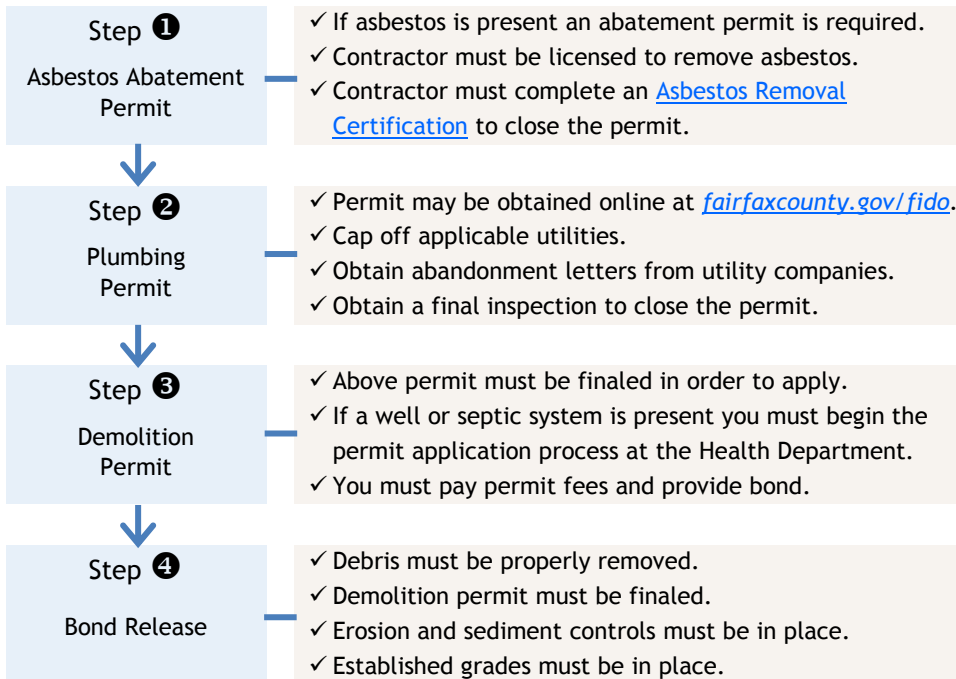 Step ❶
Asbestos Abatement
Permit
✓ If asbestos is present an abatement permit is required.
✓ Contractor must be licensed to remove asbestos.
✓ Contractor must complete an Asbestos Removal
Certification to close the permit.
Step ❷
Plumbing
Permit
✓ Permit may be obtained online at fairfaxcounty.gov/fido.
✓ Cap off applicable utilities.
✓ Obtain abandonment letters from utility companies.
✓ Obtain a final inspection to close the permit.
Step ❸
Demolition
Permit
✓ Above permit must be finaled in order to apply.
✓ If a well or septic system is present you must begin the
permit application process at the Health Department.
✓ You must pay permit fees and provide bond.
Step ❹
Bond Release
✓ Debris must be properly removed.
✓ Demolition permit must be finaled.
✓ Erosion and sediment controls must be in place.
✓ Established grades must be in place.